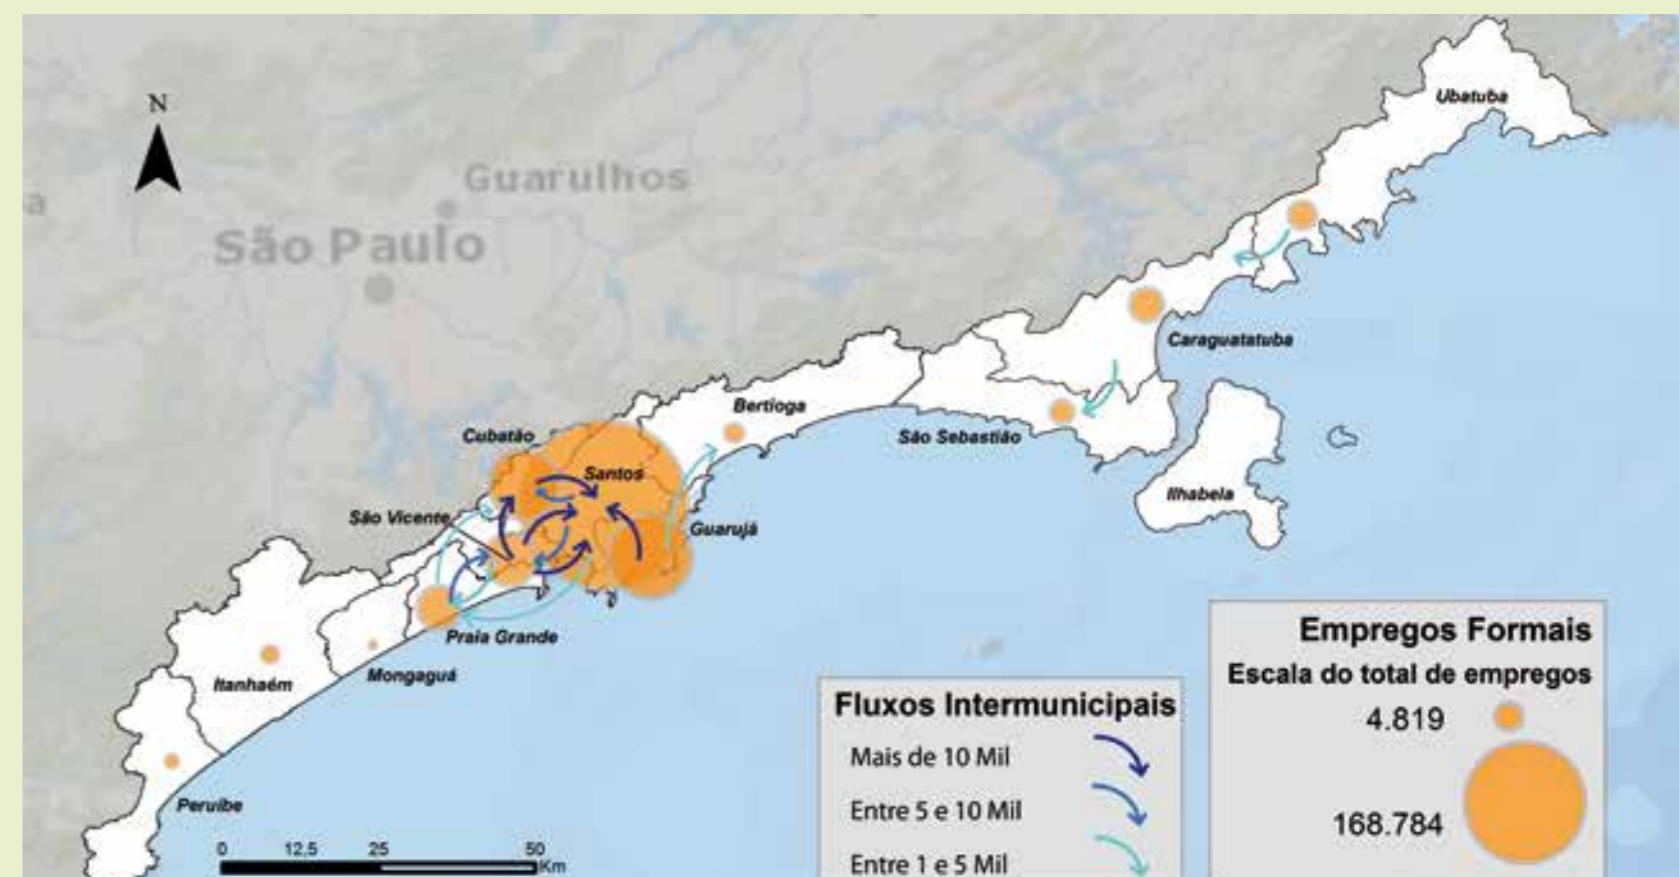 N
Ubatuba
Guarulhos
a
São Paulo
Caraguatatuba
Bertioga
Cubatão
São Sebastião
Santos
Ilhabela
São Vicente
Guarujá
Praia Grande
Mongaguá
Itanhaém
Peruíbe
0 12,5 25 50
Km
Fluxos Intermunicipais
Mais de 10 Mil
Entre 5 e 10 Mil
Entre 1 e 5 Mil
Empregos Formais
Escala do total de empregos
4.819
168.784